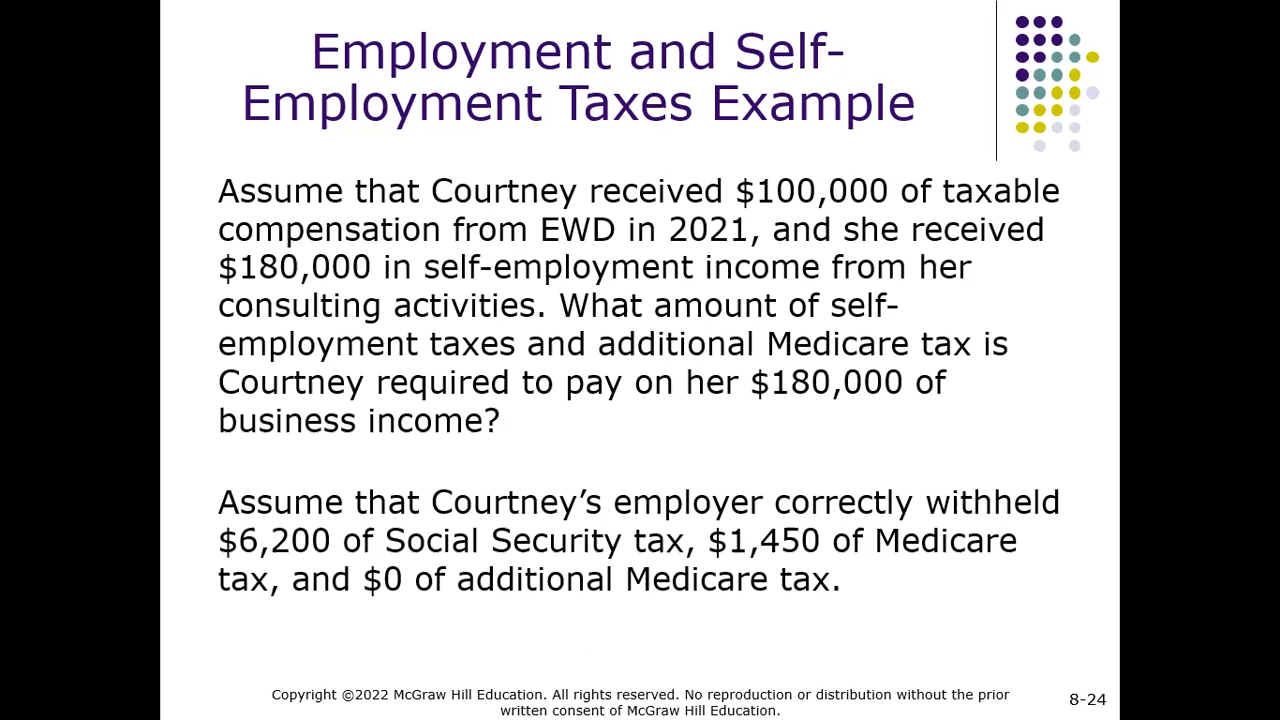 Employment and Self-
Employment Taxes Example
Assume that Courtney received $100,000 of taxable
compensation from EWD in 2021, and she received
$180,000 in self-employment income from her
consulting activities. What amount of self-
employment taxes and additional Medicare tax is
Courtney required to pay on her $180,000 of
business income?
Assume that Courtney’s employer correctly withheld
$6,200 of Social Security tax, $1,450 of Medicare
tax, and $0 of additional Medicare tax.
Copyright ©2022 McGraw Hill Education. All rights reserved. No reproduction or distribution without the prior
written consent of McGraw Hill Education.
8-24